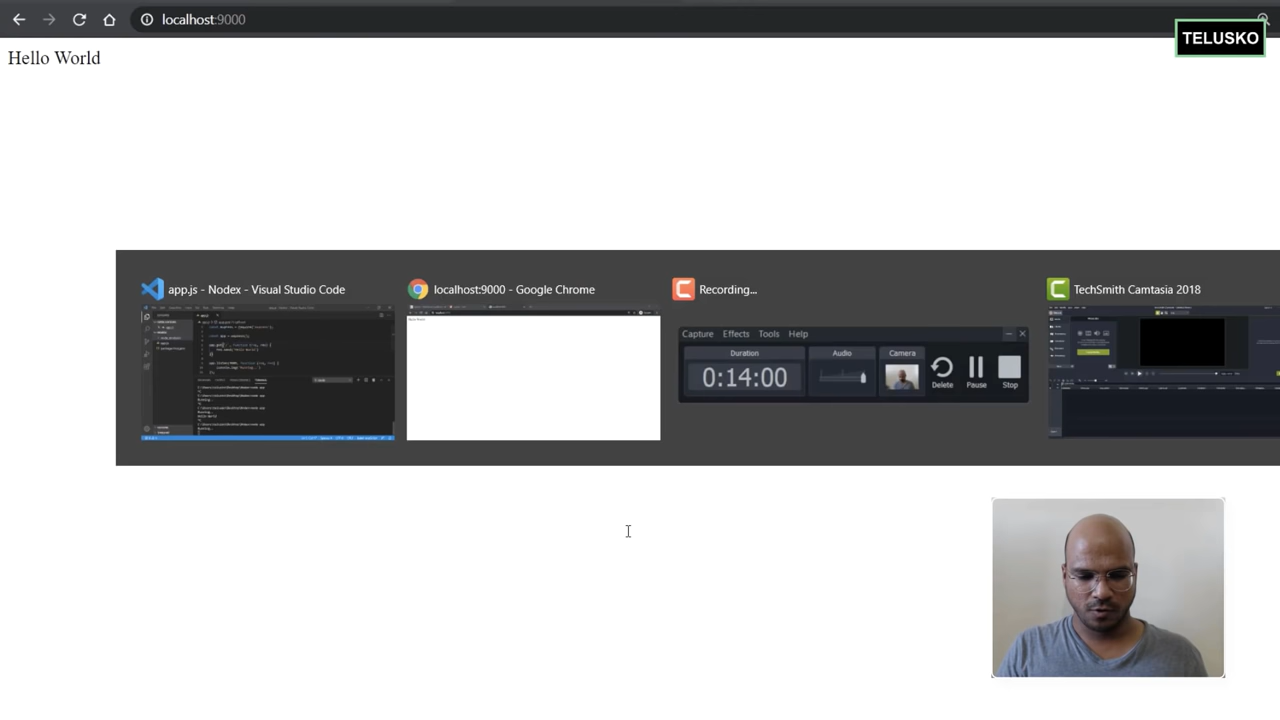 localhost:9000
TELUSKO
Hello World
app.js - Nodex - Visual Studio Code
localhost:9000 - Google Chrome
Recording...
TechSmith Camtasia 2018
Capture Effects Tools Help
Duration
Audio
Camera
0:14:00
Delete
Pause
Stop